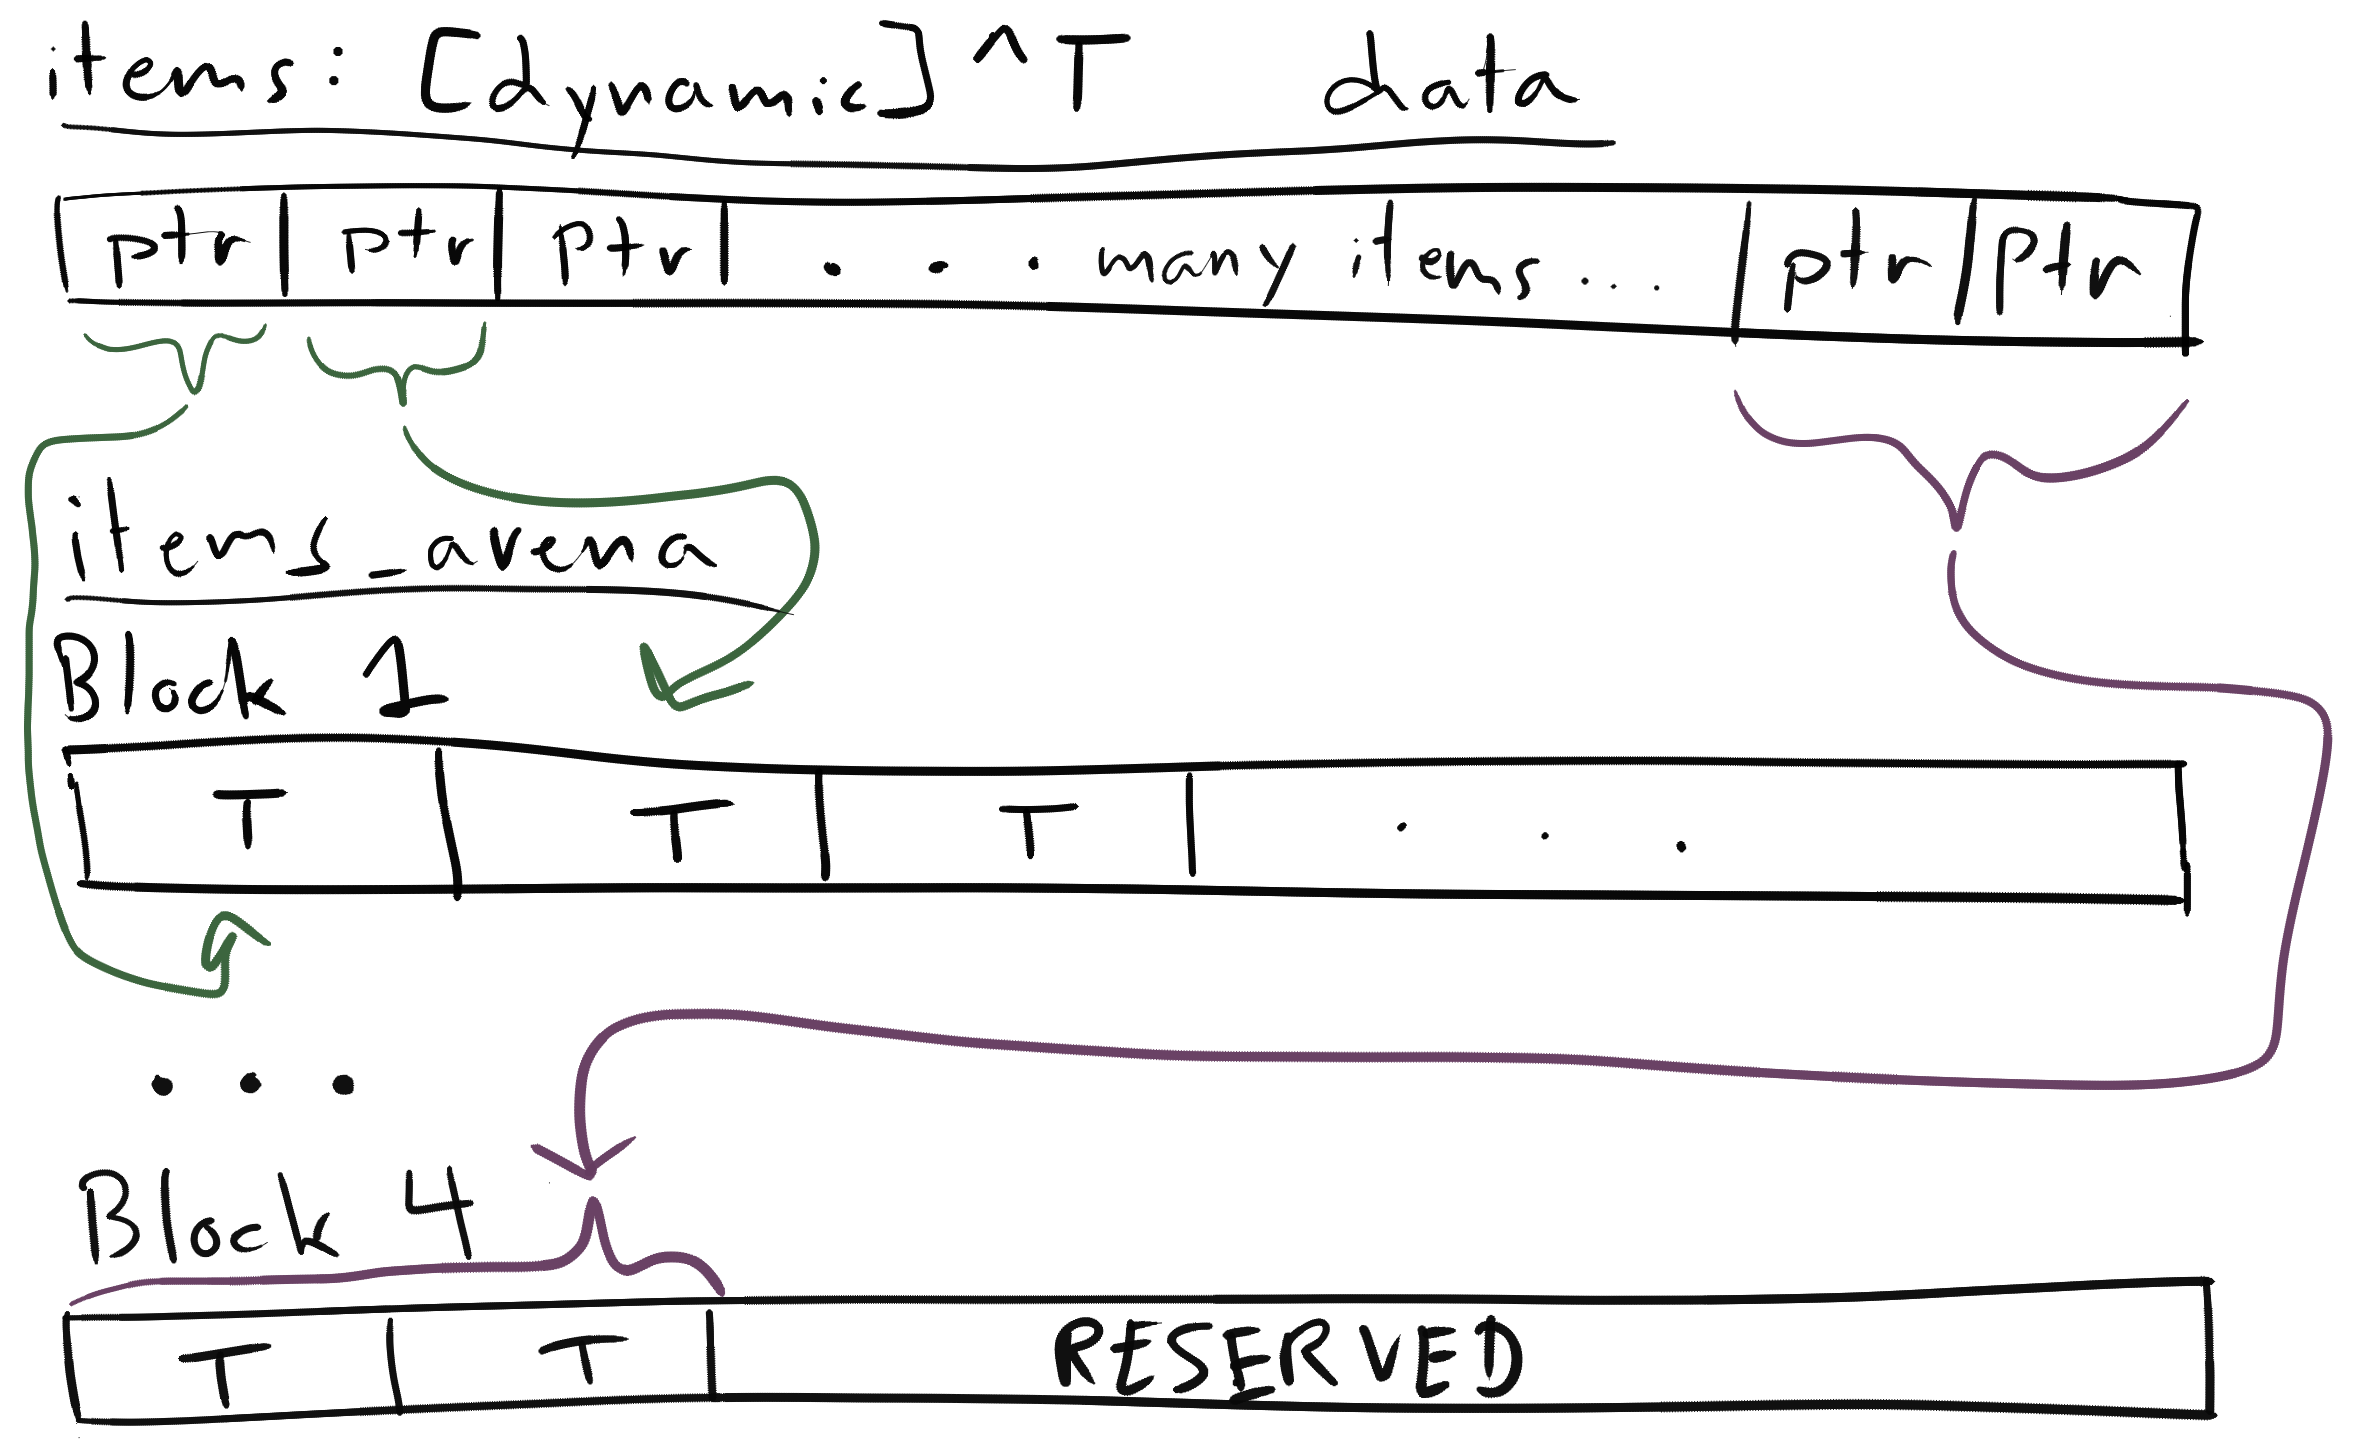 items: [dynamic]^T data
ptr ptr ptr . . . many items ... ptr ptr
items_arena
Block 1
T T T . . .
. . .
Block 4
T T RESERVED